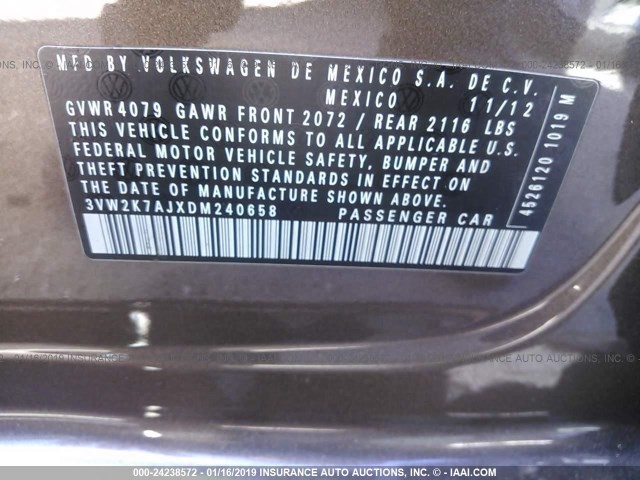 MFD BY VOLKSWAGEN DE MEXICO S.A. DE C.V.
MEXICO 11/12
GVWR 4079 GAWR FRONT 2072 / REAR 2116 LBS
THIS VEHICLE CONFORMS TO ALL APPLICABLE U.S.
FEDERAL MOTOR VEHICLE SAFETY, BUMPER AND
THEFT PREVENTION STANDARDS IN EFFECT ON
THE DATE OF MANUFACTURE SHOWN ABOVE.
3VW2K7AJXDM240658 PASSENGER CAR
4526120 1019 M
000-24238572 - 01/16/2019 INSURANCE AUTO AUCTIONS, INC. (C) - IAAI.COM